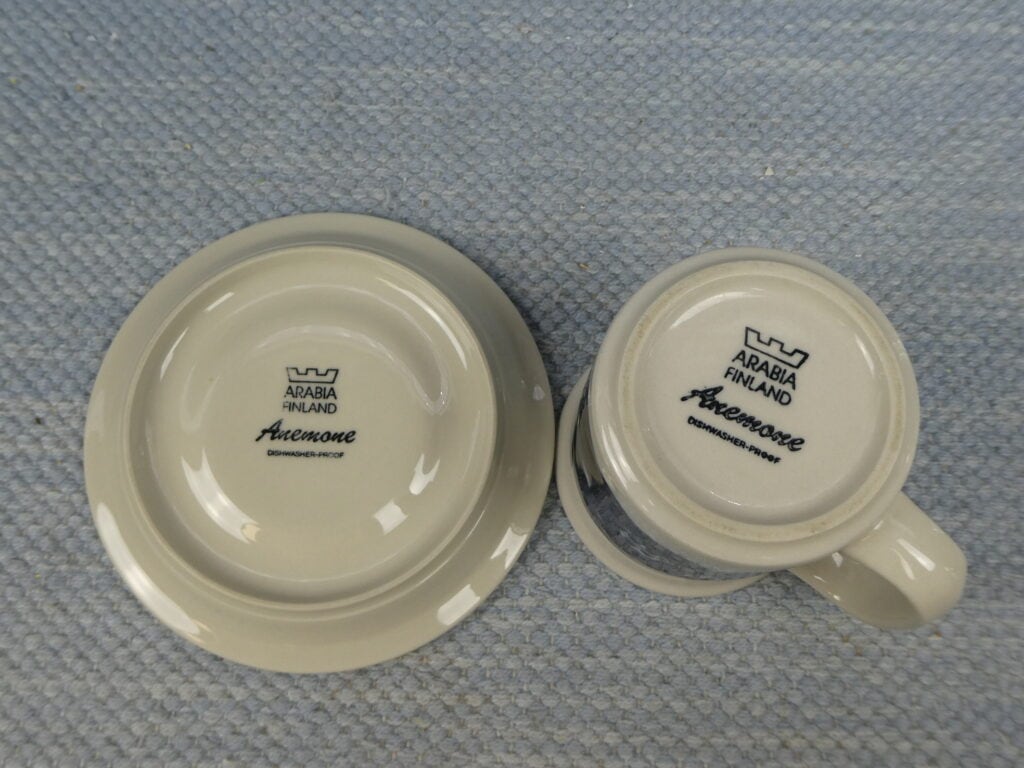 ARABIA
FINLAND
Anemone
DISHWASHER-PROOF
ARABIA
FINLAND
Anemone
DISHWASHER-PROOF